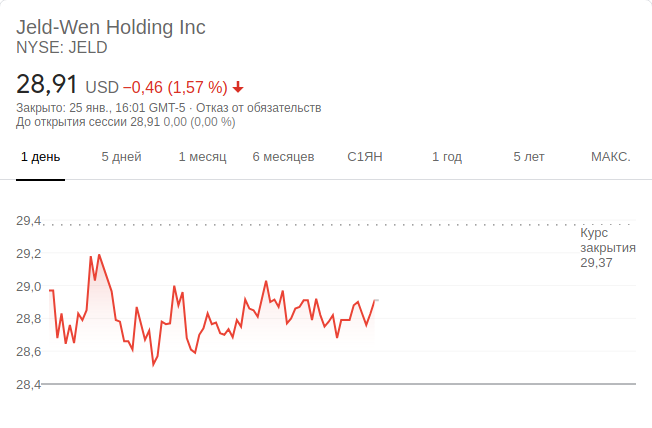 Jeld-Wen Holding Inc
NYSE: JELD
28,91 USD −0,46 (1,57 %)
Закрыто: 25 янв., 16:01 GMT-5 · Отказ от обязательств
До открытия сессии 28,91 0,00 (0,00 %)
1 день 5 дней 1 месяц 6 месяцев С1ЯН 1 год 5 лет МАКС.
29,4
Курс
закрытия
29,37
29,2
29,0
28,8
28,6
28,4